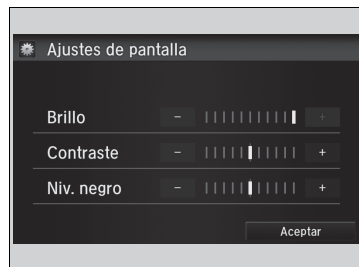 Ajustes de pantalla
Brillo - +
Contraste - +
Niv. negro - +
Aceptar